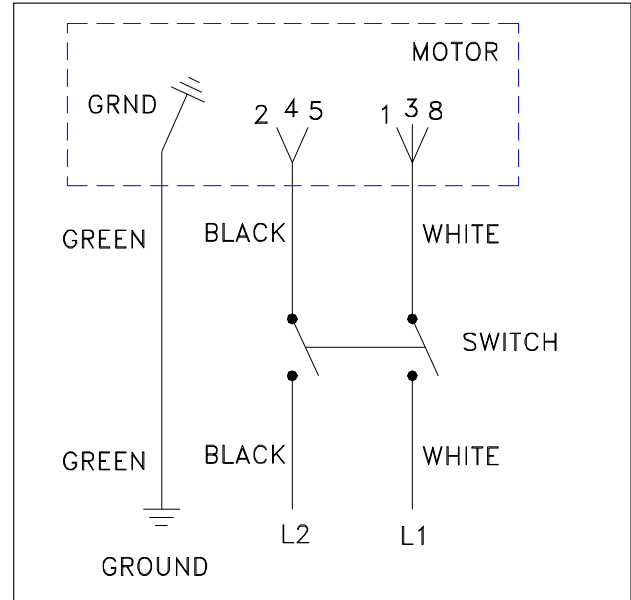 MOTOR
GRND
2 4 5
1 3 8
GREEN
BLACK
WHITE
SWITCH
GREEN
BLACK
WHITE
L2
L1
GROUND